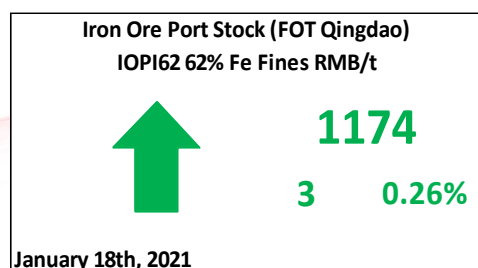 Iron Ore Port Stock (FOT Qingdao)
IOPI62 62% Fe Fines RMB/t
1174
3 0.26%
January 18th, 2021